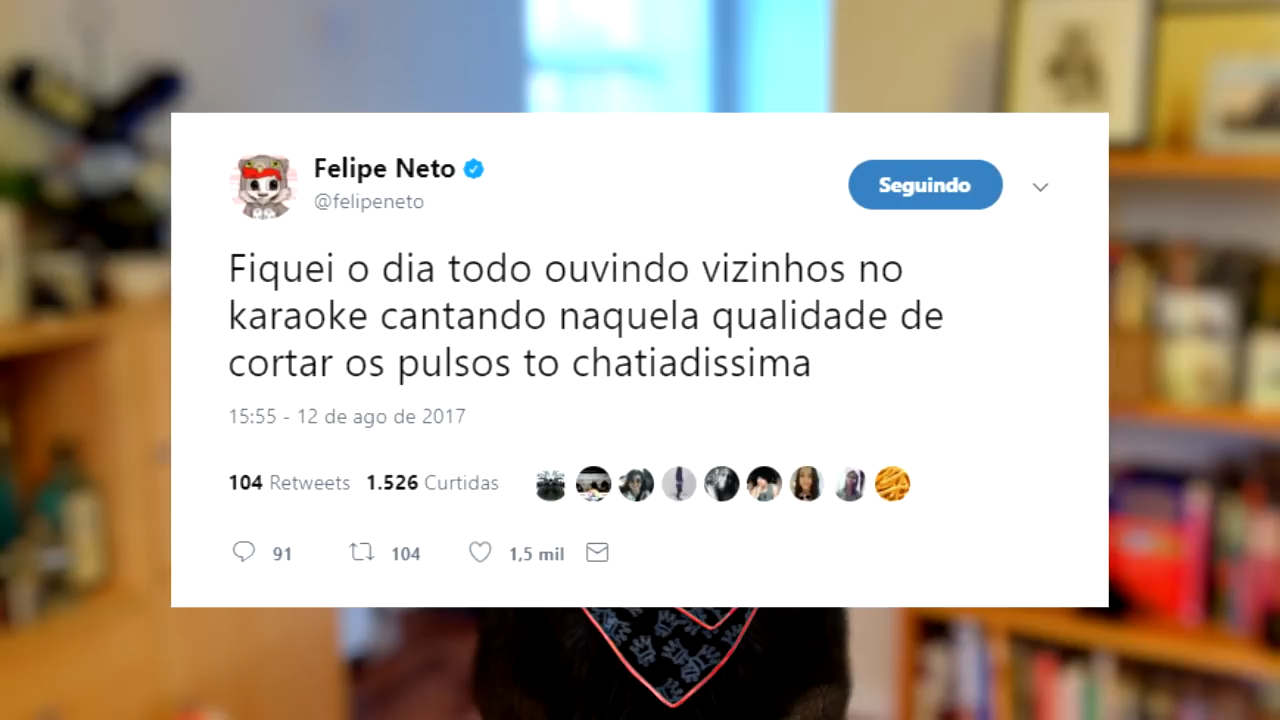 Felipe Neto
@felipeneto
Seguindo
Fiquei o dia todo ouvindo vizinhos no
karaoke cantando naquela qualidade de
cortar os pulsos to chatiadissima
15:55 - 12 de ago de 2017
104 Retweets 1.526 Curtidas
91 104 1,5 mil